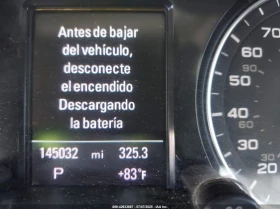 Antes de bajar
del vehículo,
desconecte
el encendido
Descargando
la batería
145032 mi 325.3
P +83°F
70
60
50
40
30
20